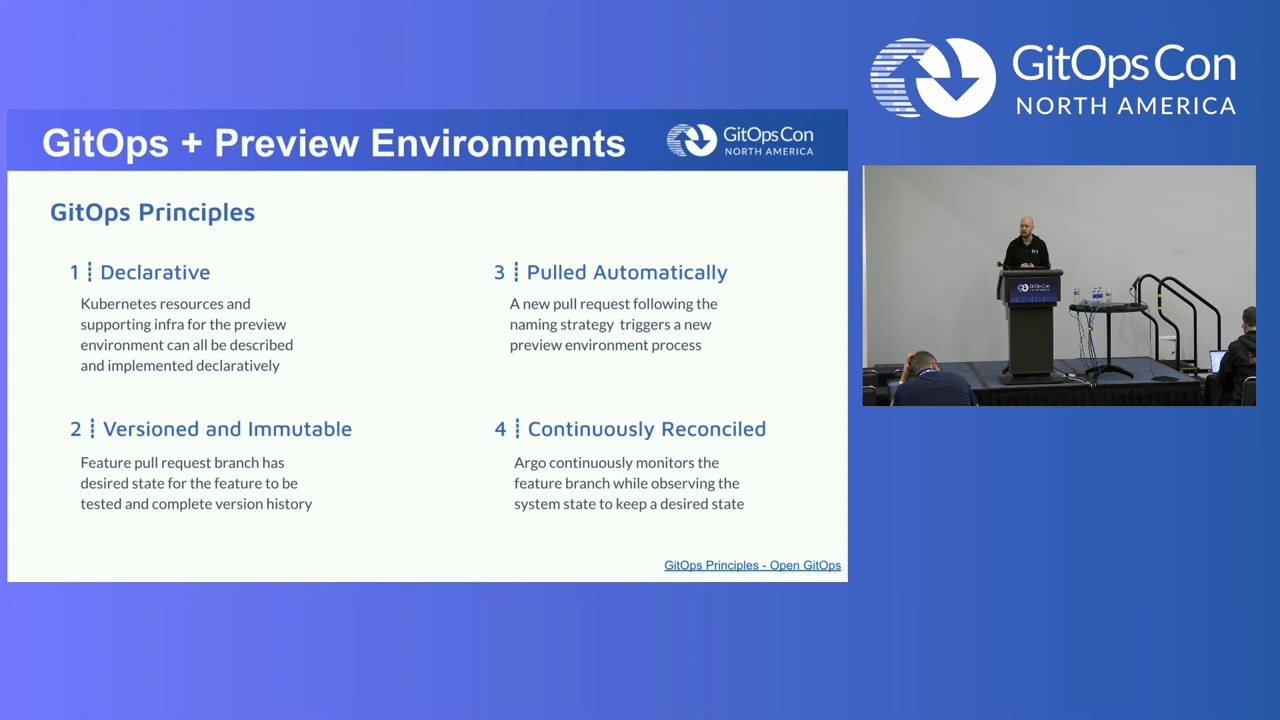 GitOps + Preview Environments
GitOpsCon
NORTH AMERICA
GitOps Principles
1 Declarative
Kubernetes resources and
supporting infra for the preview
environment can all be described
and implemented declaratively
2 Versioned and Immutable
Feature pull request branch has
desired state for the feature to be
tested and complete version history
3 Pulled Automatically
A new pull request following the
naming strategy triggers a new
preview environment process
4 Continuously Reconciled
Argo continuously monitors the
feature branch while observing the
system state to keep a desired state
GitOps Principles - Open GitOps
GitOpsCon
NORTH AMERICA
GitOpsCon